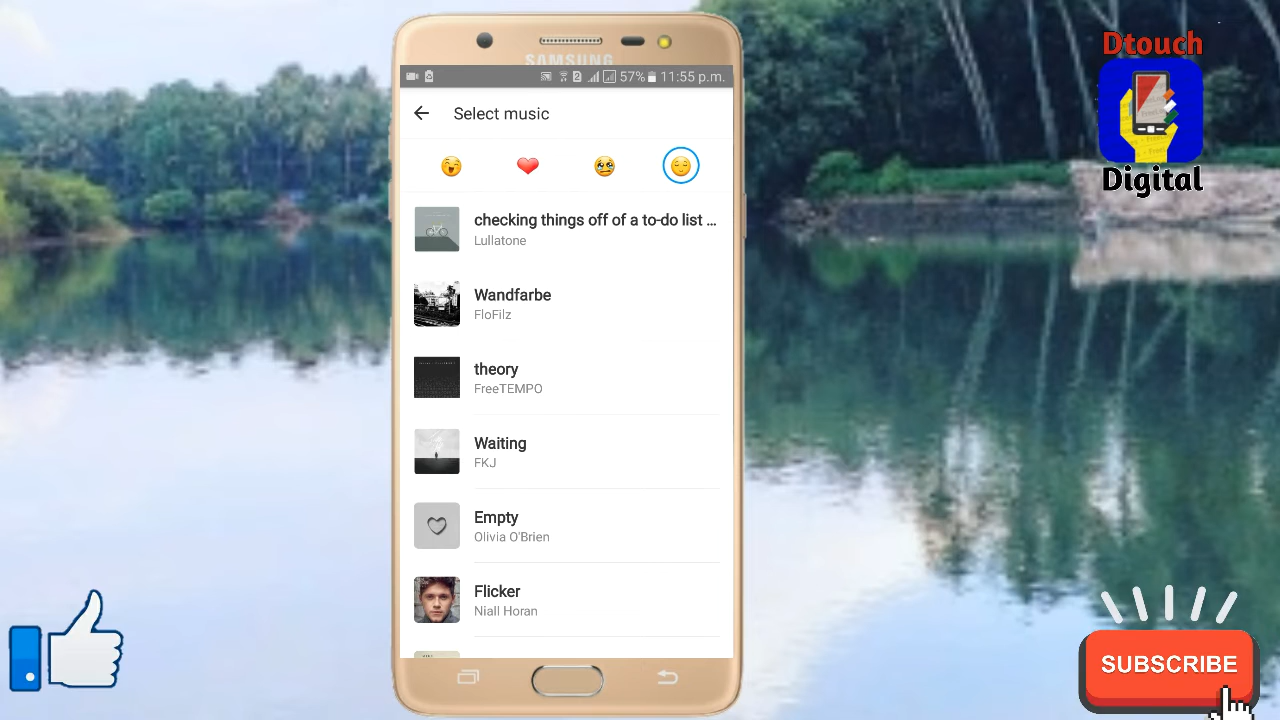 Dtouch
Digital
SAMSUNG
2 57% 11:55 p.m.
Select music
checking things off of a to-do list ...
Lullatone
Wandfarbe
FloFilz
theory
FreeTEMPO
Waiting
FKJ
Empty
Olivia O'Brien
Flicker
Niall Horan
SUBSCRIBE